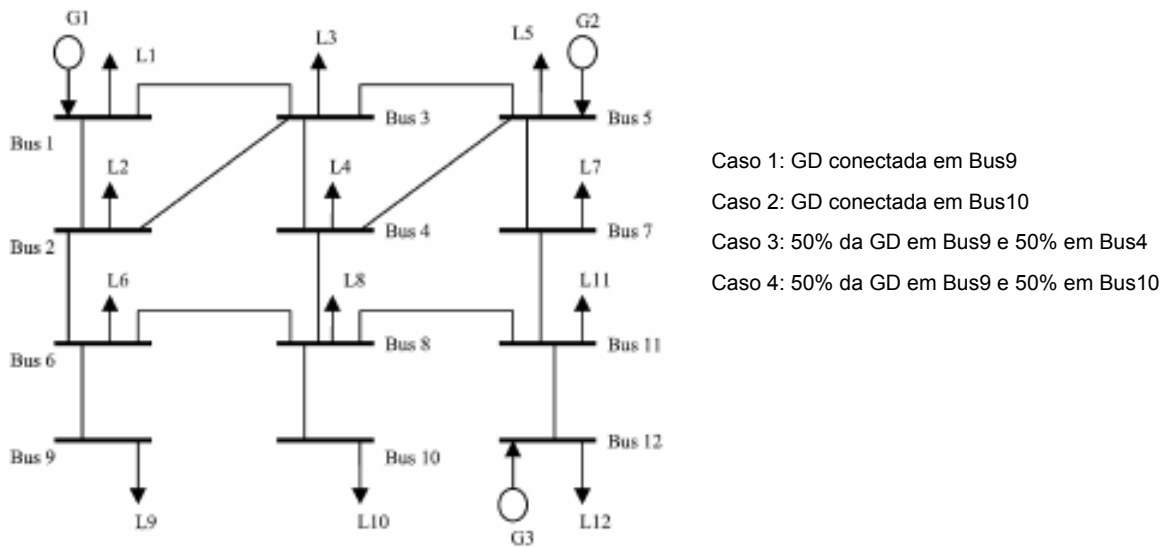 G1
G2
L1
L3
L5
Bus 1
Bus 3
Bus 5
L2
L4
L7
Bus 2
Bus 4
Bus 7
L6
L8
L11
Bus 6
Bus 8
Bus 11
Bus 9
Bus 10
Bus 12
L9
L10
G3
L12
Caso 1: GD conectada em Bus9
Caso 2: GD conectada em Bus10
Caso 3: 50% da GD em Bus9 e 50% em Bus4
Caso 4: 50% da GD em Bus9 e 50% em Bus10